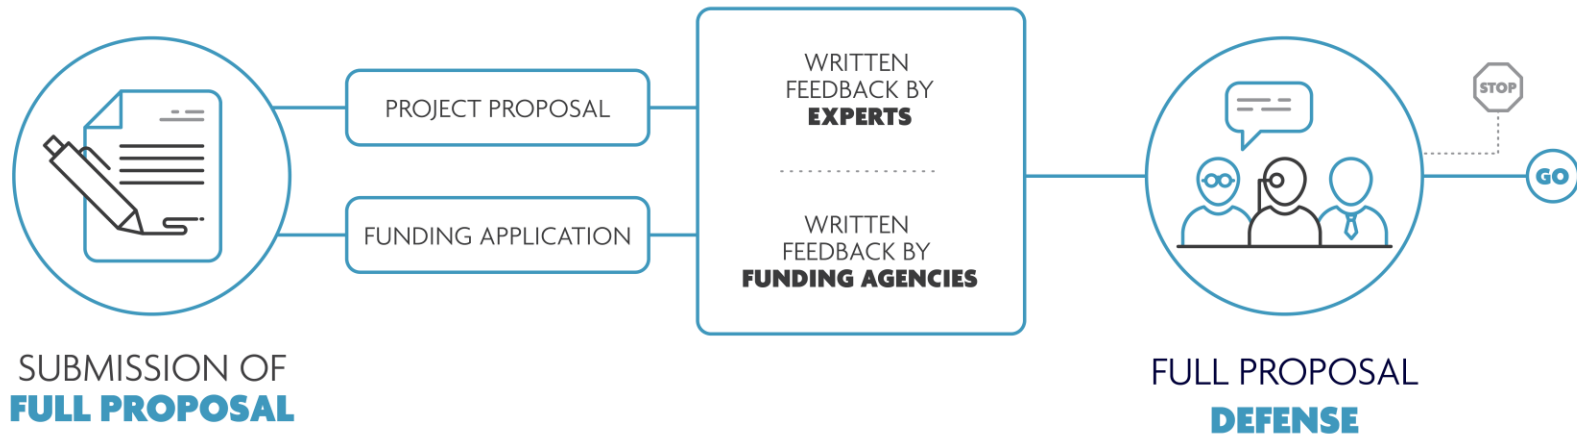 SUBMISSION OF
FULL PROPOSAL
PROJECT PROPOSAL
FUNDING APPLICATION
WRITTEN
FEEDBACK BY
EXPERTS
WRITTEN
FEEDBACK BY
FUNDING AGENCIES
FULL PROPOSAL
DEFENSE
STOP
GO